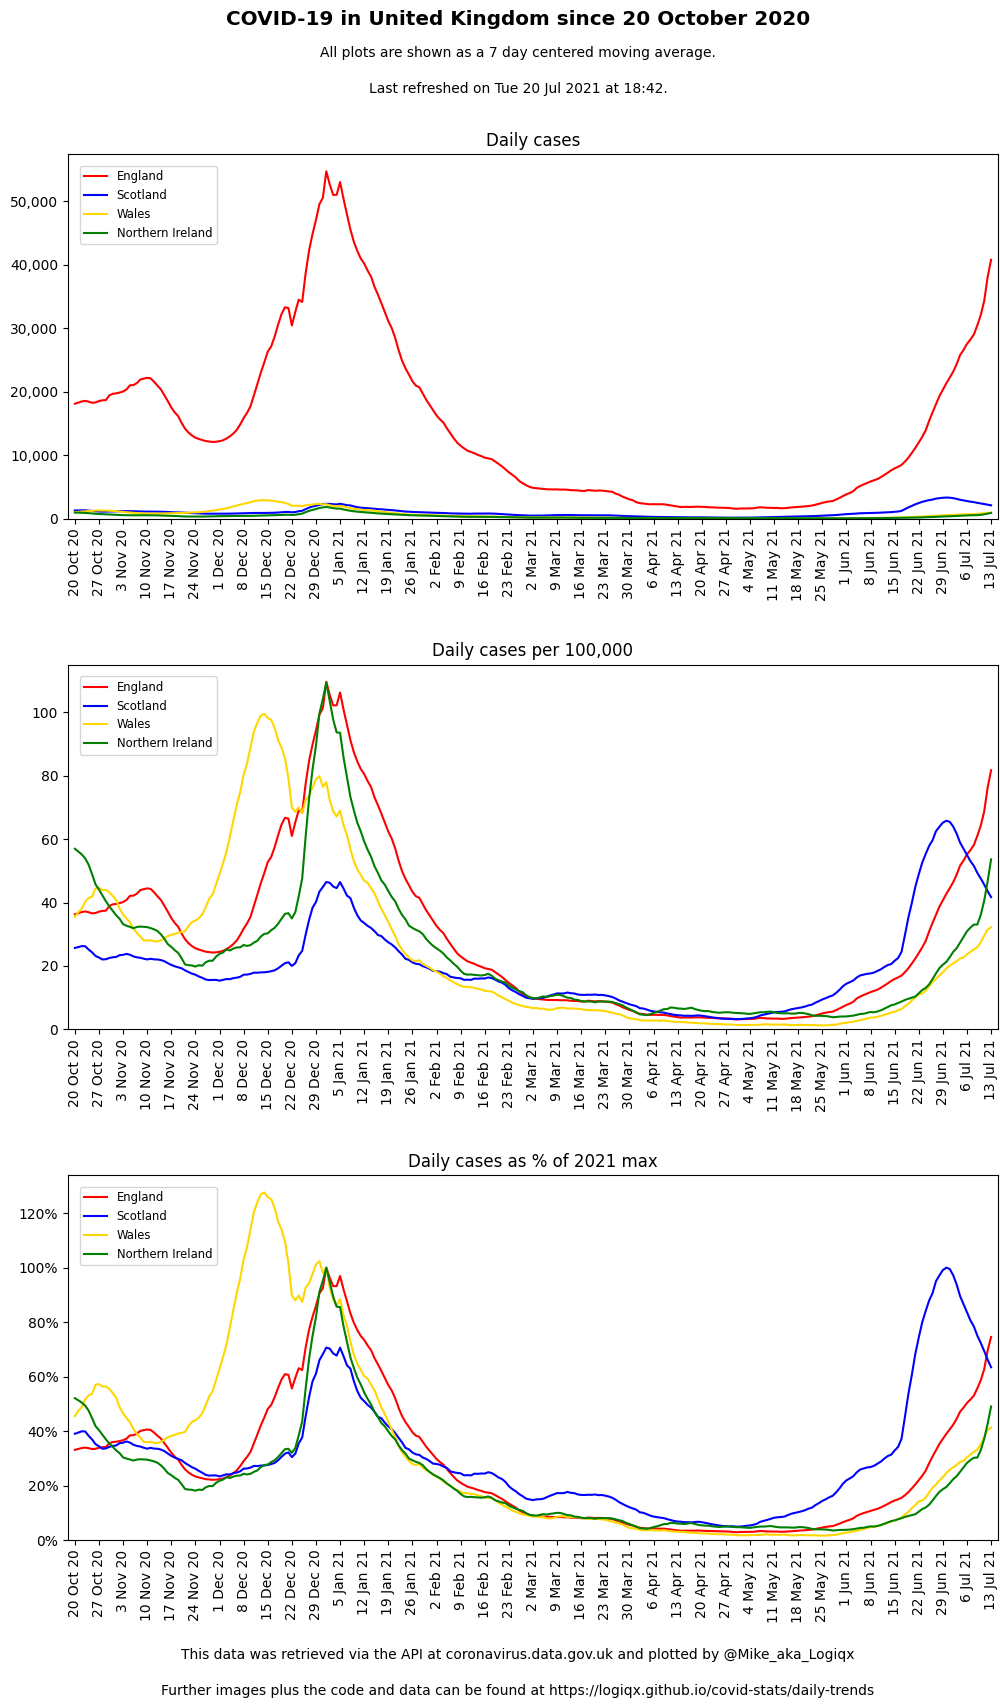 COVID-19 in United Kingdom since 20 October 2020
All plots are shown as a 7 day centered moving average.
Last refreshed on Tue 20 Jul 2021 at 18:42.
Daily cases
England
Scotland
Wales
Northern Ireland
50,000
40,000
30,000
20,000
10,000
0
20 Oct 20
27 Oct 20
3 Nov 20
10 Nov 20
17 Nov 20
24 Nov 20
1 Dec 20
8 Dec 20
15 Dec 20
22 Dec 20
29 Dec 20
5 Jan 21
12 Jan 21
19 Jan 21
26 Jan 21
2 Feb 21
9 Feb 21
16 Feb 21
23 Feb 21
2 Mar 21
9 Mar 21
16 Mar 21
23 Mar 21
30 Mar 21
6 Apr 21
13 Apr 21
20 Apr 21
27 Apr 21
4 May 21
11 May 21
18 May 21
25 May 21
1 Jun 21
8 Jun 21
15 Jun 21
22 Jun 21
29 Jun 21
6 Jul 21
13 Jul 21
Daily cases per 100,000
England
Scotland
Wales
Northern Ireland
100
80
60
40
20
0
20 Oct 20
27 Oct 20
3 Nov 20
10 Nov 20
17 Nov 20
24 Nov 20
1 Dec 20
8 Dec 20
15 Dec 20
22 Dec 20
29 Dec 20
5 Jan 21
12 Jan 21
19 Jan 21
26 Jan 21
2 Feb 21
9 Feb 21
16 Feb 21
23 Feb 21
2 Mar 21
9 Mar 21
16 Mar 21
23 Mar 21
30 Mar 21
6 Apr 21
13 Apr 21
20 Apr 21
27 Apr 21
4 May 21
11 May 21
18 May 21
25 May 21
1 Jun 21
8 Jun 21
15 Jun 21
22 Jun 21
29 Jun 21
6 Jul 21
13 Jul 21
Daily cases as % of 2021 max
England
Scotland
Wales
Northern Ireland
120%
100%
80%
60%
40%
20%
0%
20 Oct 20
27 Oct 20
3 Nov 20
10 Nov 20
17 Nov 20
24 Nov 20
1 Dec 20
8 Dec 20
15 Dec 20
22 Dec 20
29 Dec 20
5 Jan 21
12 Jan 21
19 Jan 21
26 Jan 21
2 Feb 21
9 Feb 21
16 Feb 21
23 Feb 21
2 Mar 21
9 Mar 21
16 Mar 21
23 Mar 21
30 Mar 21
6 Apr 21
13 Apr 21
20 Apr 21
27 Apr 21
4 May 21
11 May 21
18 May 21
25 May 21
1 Jun 21
8 Jun 21
15 Jun 21
22 Jun 21
29 Jun 21
6 Jul 21
13 Jul 21
This data was retrieved via the API at coronavirus.data.gov.uk and plotted by @Mike_aka_Logiqx
Further images plus the code and data can be found at https://logiqx.github.io/covid-stats/daily-trends